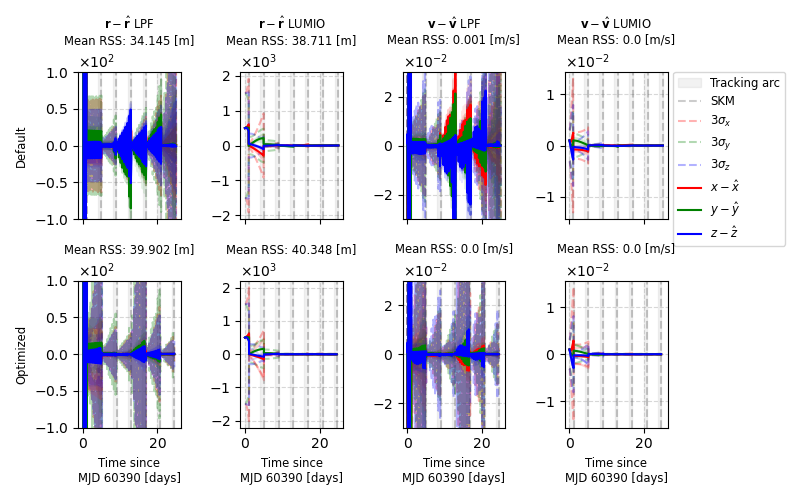 r − r̂ LPF
Mean RSS: 34.145 [m]
r − r̂ LUMIO
Mean RSS: 38.711 [m]
v − v̂ LPF
Mean RSS: 0.001 [m/s]
v − v̂ LUMIO
Mean RSS: 0.0 [m/s]
×10²
×10³
×10⁻²
×10⁻²
1.0
0.5
0.0
−0.5
−1.0
Default
2
1
0
−1
−2
2
0
−2
1
0
−1
Tracking arc
SKM
3σx
3σy
3σz
x − x̂
y − ŷ
z − ẑ
Mean RSS: 39.902 [m]
Mean RSS: 40.348 [m]
Mean RSS: 0.0 [m/s]
Mean RSS: 0.0 [m/s]
×10²
×10³
×10⁻²
×10⁻²
1.0
0.5
0.0
−0.5
−1.0
Optimized
2
1
0
−1
−2
2
0
−2
1
0
−1
0 20
0 20
0 20
0 20
Time since
MJD 60390 [days]
Time since
MJD 60390 [days]
Time since
MJD 60390 [days]
Time since
MJD 60390 [days]